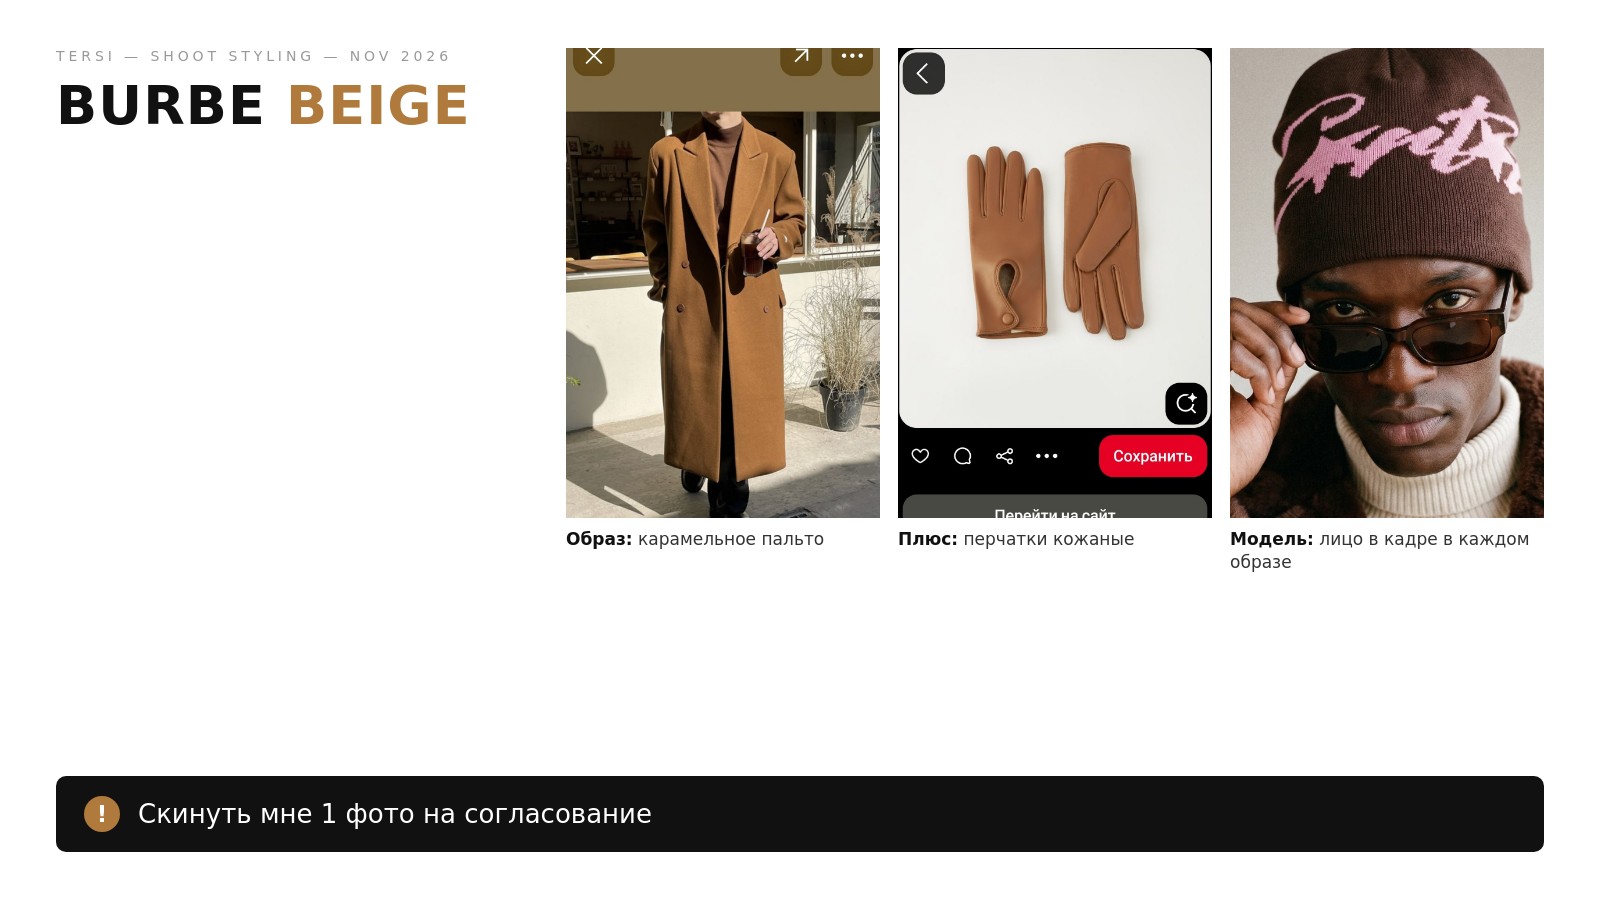 TERSI — SHOOT STYLING — NOV 2026
BURBE BEIGE
Сохранить
Перейти на сайт
Образ: карамельное пальто
Плюс: перчатки кожаные
Модель: лицо в кадре в каждом
образе
! Скинуть мне 1 фото на согласование